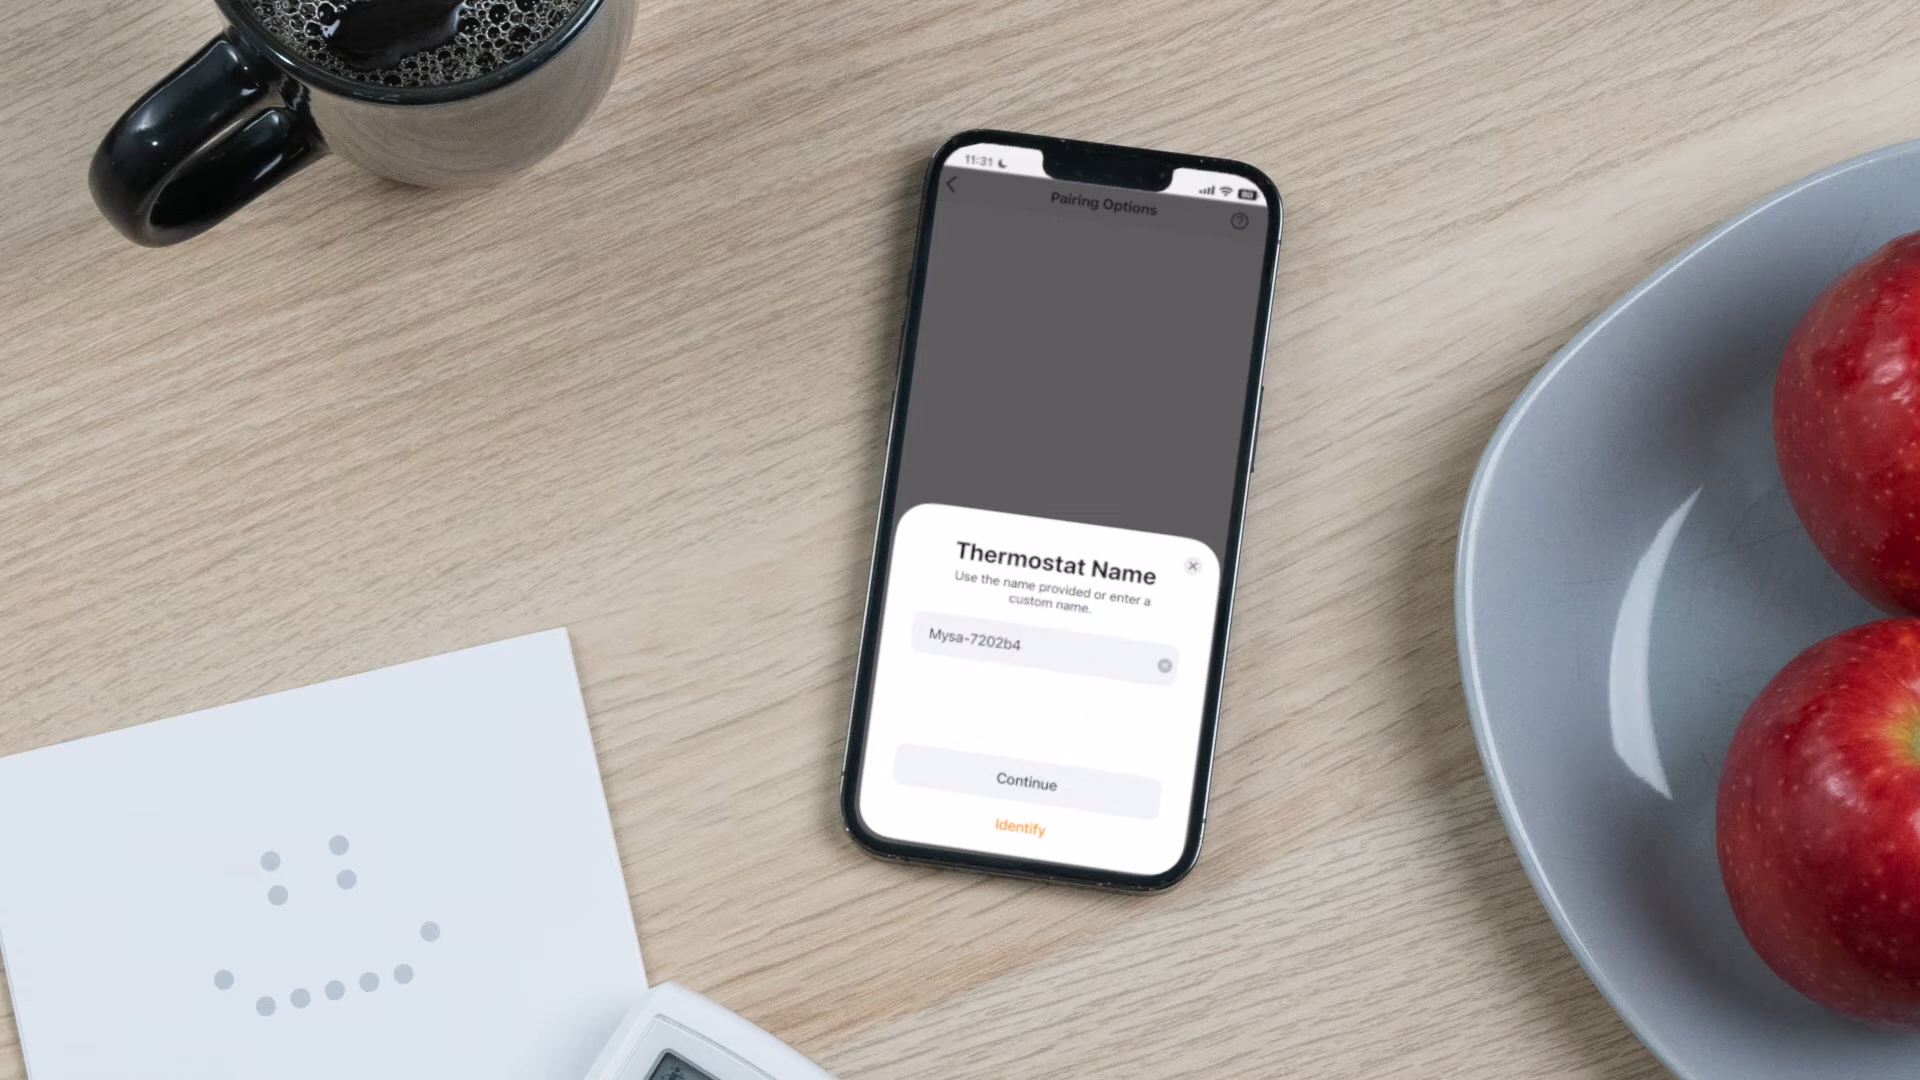 11:31
Pairing Options
Thermostat Name
Use the name provided or enter a
custom name.
Mysa-7202b4
Continue
Identify